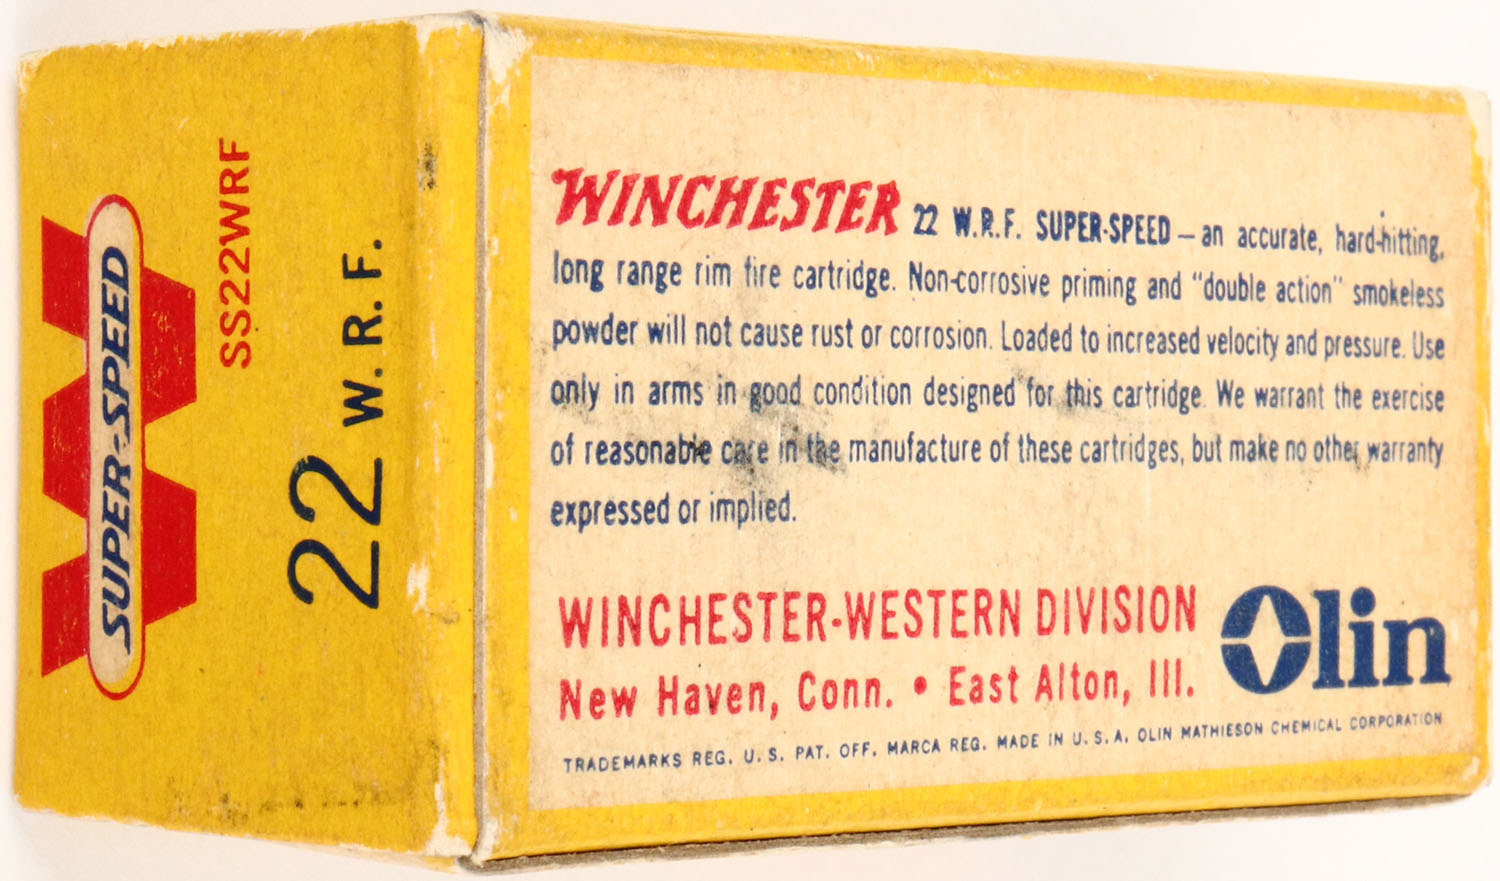 SUPER-SPEED
SS22WRF
22 W.R.F.
WINCHESTER 22 W.R.F. SUPER-SPEED – an accurate, hard-hitting,
long range rim fire cartridge. Non-corrosive priming and "double action" smokeless
powder will not cause rust or corrosion. Loaded to increased velocity and pressure. Use
only in arms in good condition designed for this cartridge. We warrant the exercise
of reasonable care in the manufacture of these cartridges, but make no other warranty
expressed or implied.
WINCHESTER-WESTERN DIVISION
New Haven, Conn. • East Alton, Ill.
Olin
TRADEMARKS REG. U.S. PAT. OFF. MARCA REG. MADE IN U.S.A. OLIN MATHIESON CHEMICAL CORPORATION